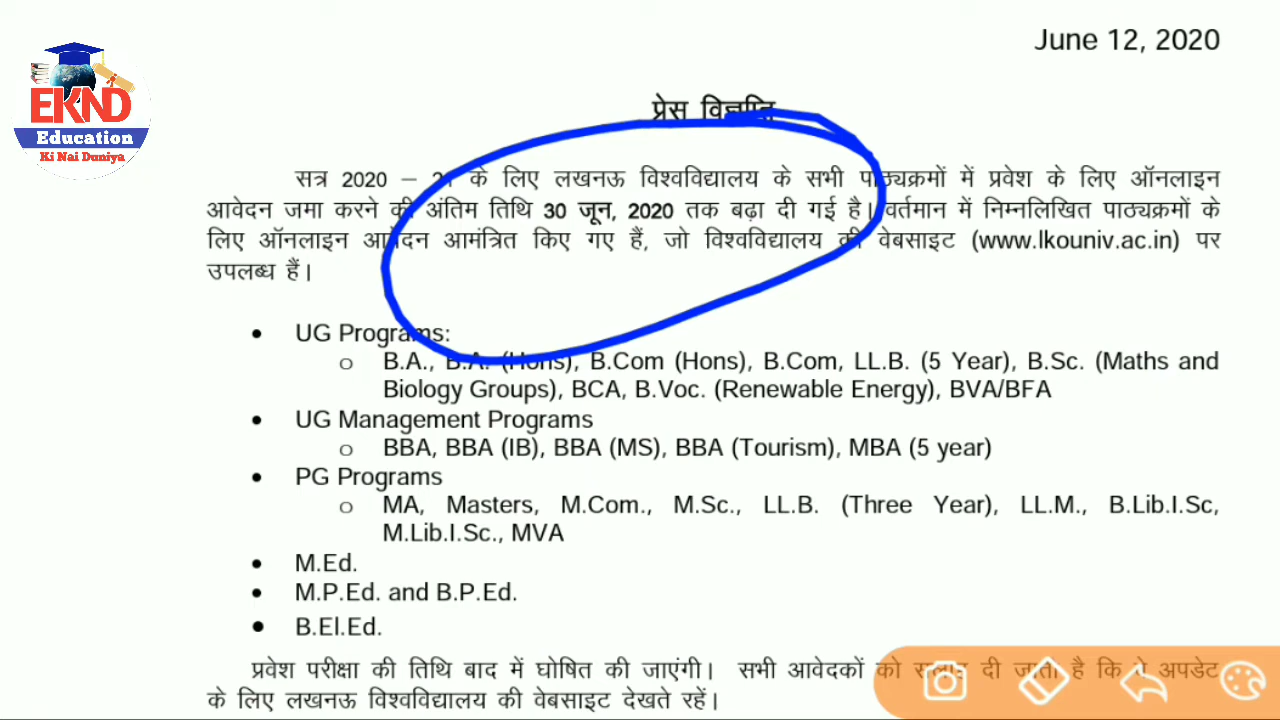 June 12, 2020
EKND
Education
Ki Nai Duniya
प्रेस विज्ञप्ति
सत्र 2020 – 21 के लिए लखनऊ विश्वविद्यालय के सभी पाठ्यक्रमों में प्रवेश के लिए ऑनलाइन
आवेदन जमा करने की अंतिम तिथि 30 जून, 2020 तक बढ़ा दी गई है। वर्तमान में निम्नलिखित पाठ्यक्रमों के
लिए ऑनलाइन आवेदन आमंत्रित किए गए हैं, जो विश्वविद्यालय की वेबसाइट (www.lkouniv.ac.in) पर
उपलब्ध हैं।
• UG Programs:
o B.A., B.A. (Hons), B.Com (Hons), B.Com, LL.B. (5 Year), B.Sc. (Maths and
Biology Groups), BCA, B.Voc. (Renewable Energy), BVA/BFA
• UG Management Programs
o BBA, BBA (IB), BBA (MS), BBA (Tourism), MBA (5 year)
• PG Programs
o MA, Masters, M.Com., M.Sc., LL.B. (Three Year), LL.M., B.Lib.I.Sc,
M.Lib.I.Sc., MVA
• M.Ed.
• M.P.Ed. and B.P.Ed.
• B.El.Ed.
प्रवेश परीक्षा की तिथि बाद में घोषित की जाएंगी। सभी आवेदकों को सलाह दी जाती है कि वे अपडेट
के लिए लखनऊ विश्वविद्यालय की वेबसाइट देखते रहें।